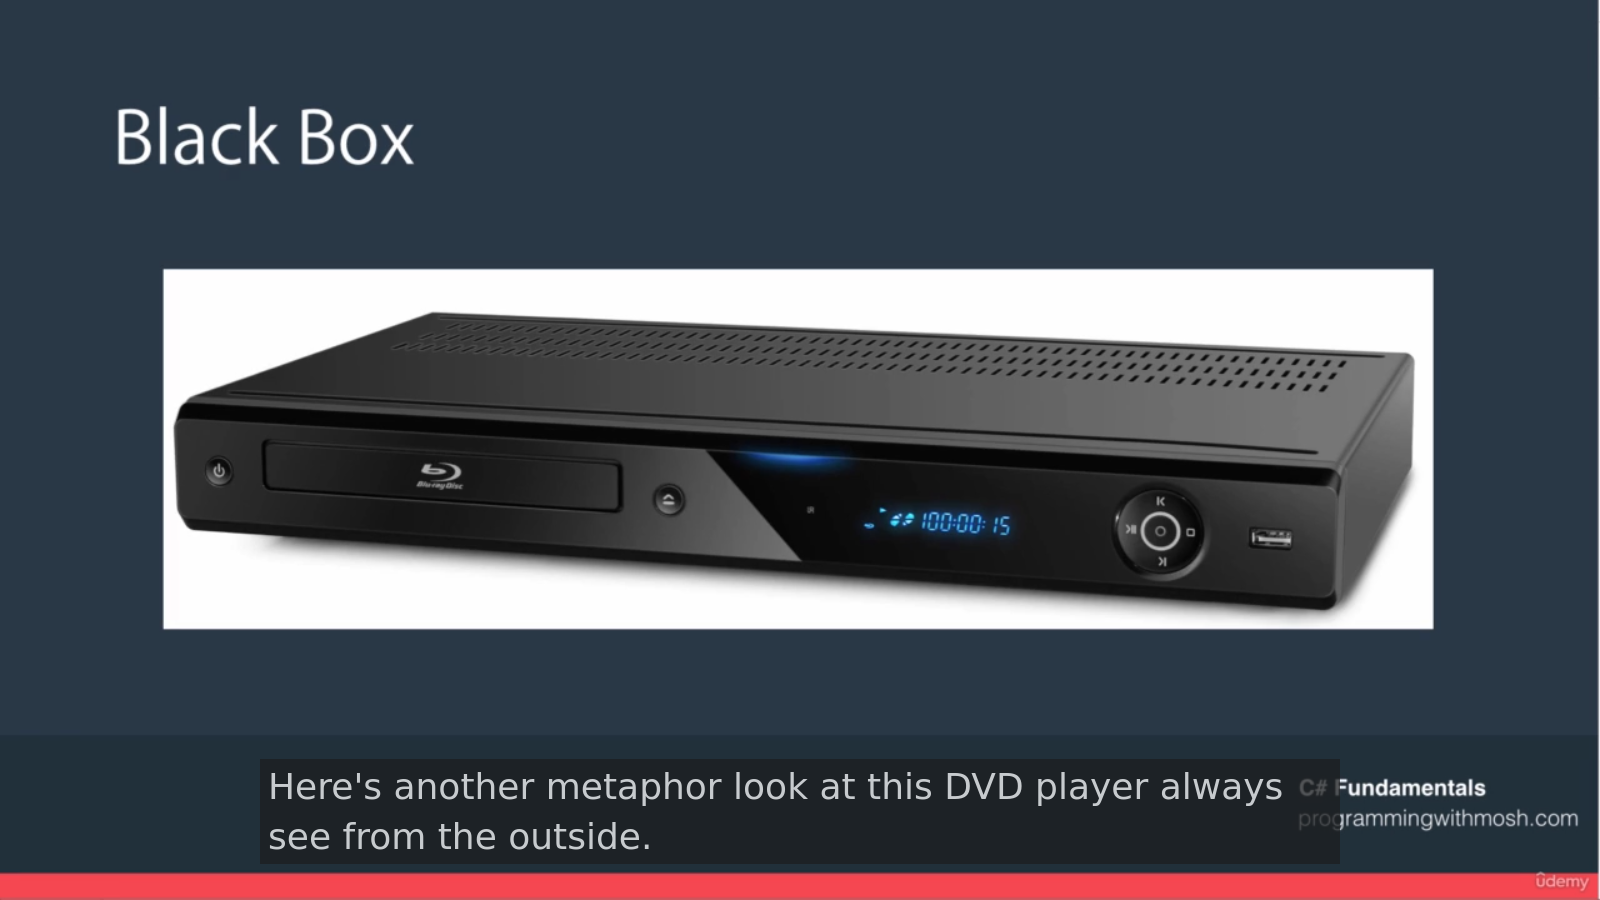 Black Box
Blu-ray Disc
100:00:15
Here's another metaphor look at this DVD player always
see from the outside.
C# Fundamentals
programmingwithmosh.com
ûdemy